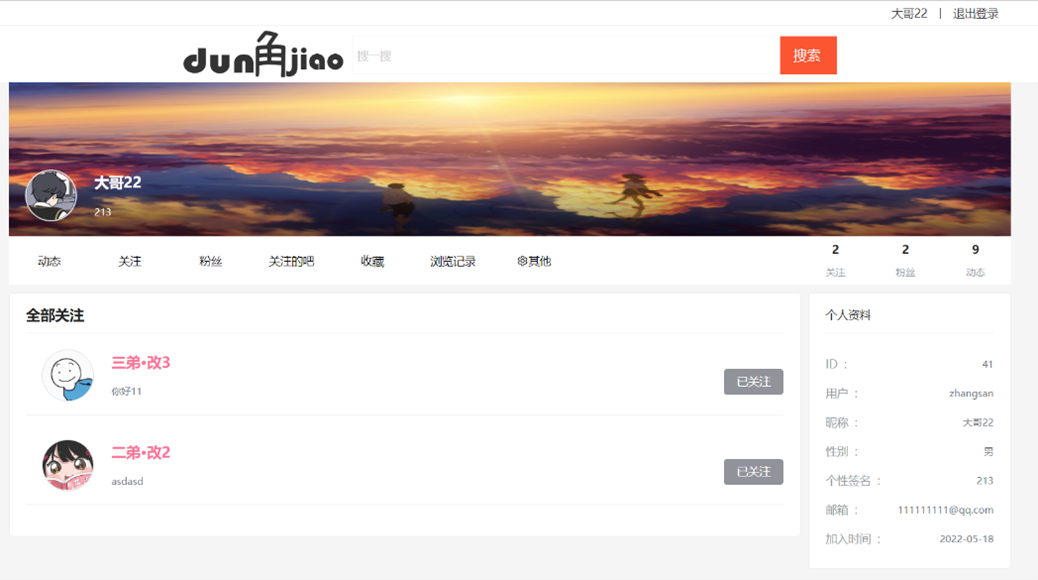 大哥22 | 退出登录
dun角jiao 搜一搜 搜索
大哥22
213
动态 关注 粉丝 关注的吧 收藏 浏览记录 其他
2 2 9
关注 粉丝 动态
全部关注
三弟•改3
你好11
已关注
二弟•改2
asdasd
已关注
个人资料
ID ： 41
用户 ： zhangsan
昵称 ： 大哥22
性别 ： 男
个性签名 ： 213
邮箱 ： 111111111@qq.com
加入时间 ： 2022-05-18